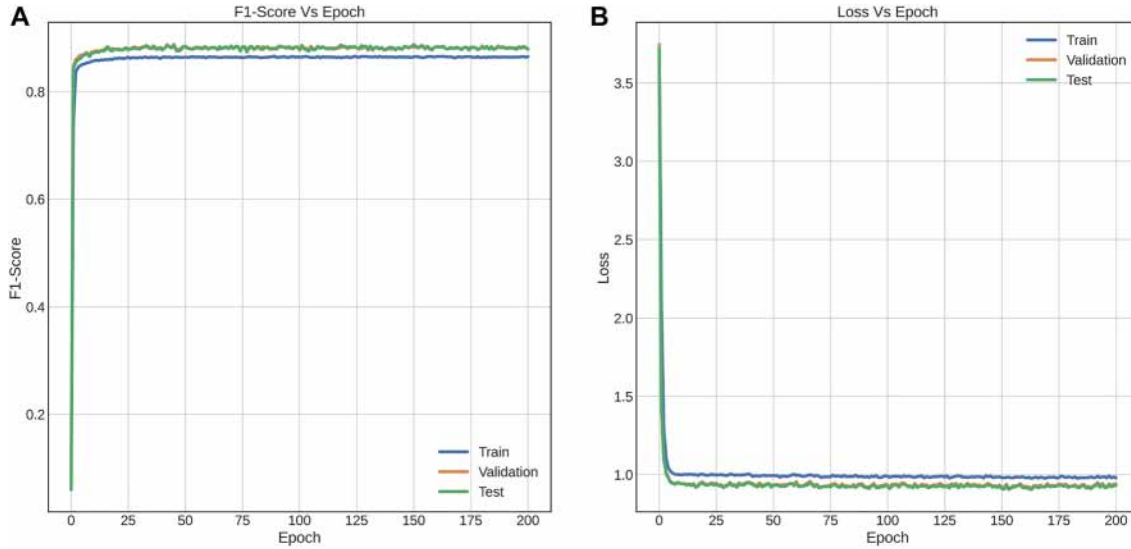 A
F1-Score Vs Epoch
F1-Score
0.8
0.6
0.4
0.2
Train
Validation
Test
0 25 50 75 100 125 150 175 200
Epoch
B
Loss Vs Epoch
Loss
3.5
3.0
2.5
2.0
1.5
1.0
Train
Validation
Test
0 25 50 75 100 125 150 175 200
Epoch